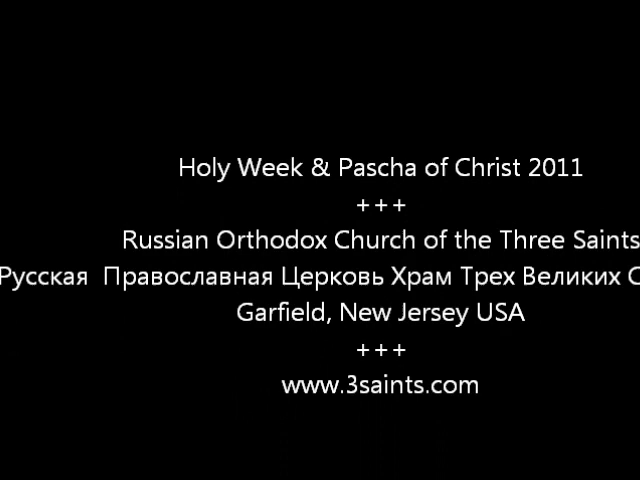 Holy Week & Pascha of Christ 2011
+++
Russian Orthodox Church of the Three Saints
Русская Православная Церковь Храм Трех Великих
Garfield, New Jersey USA
+++
www.3saints.com